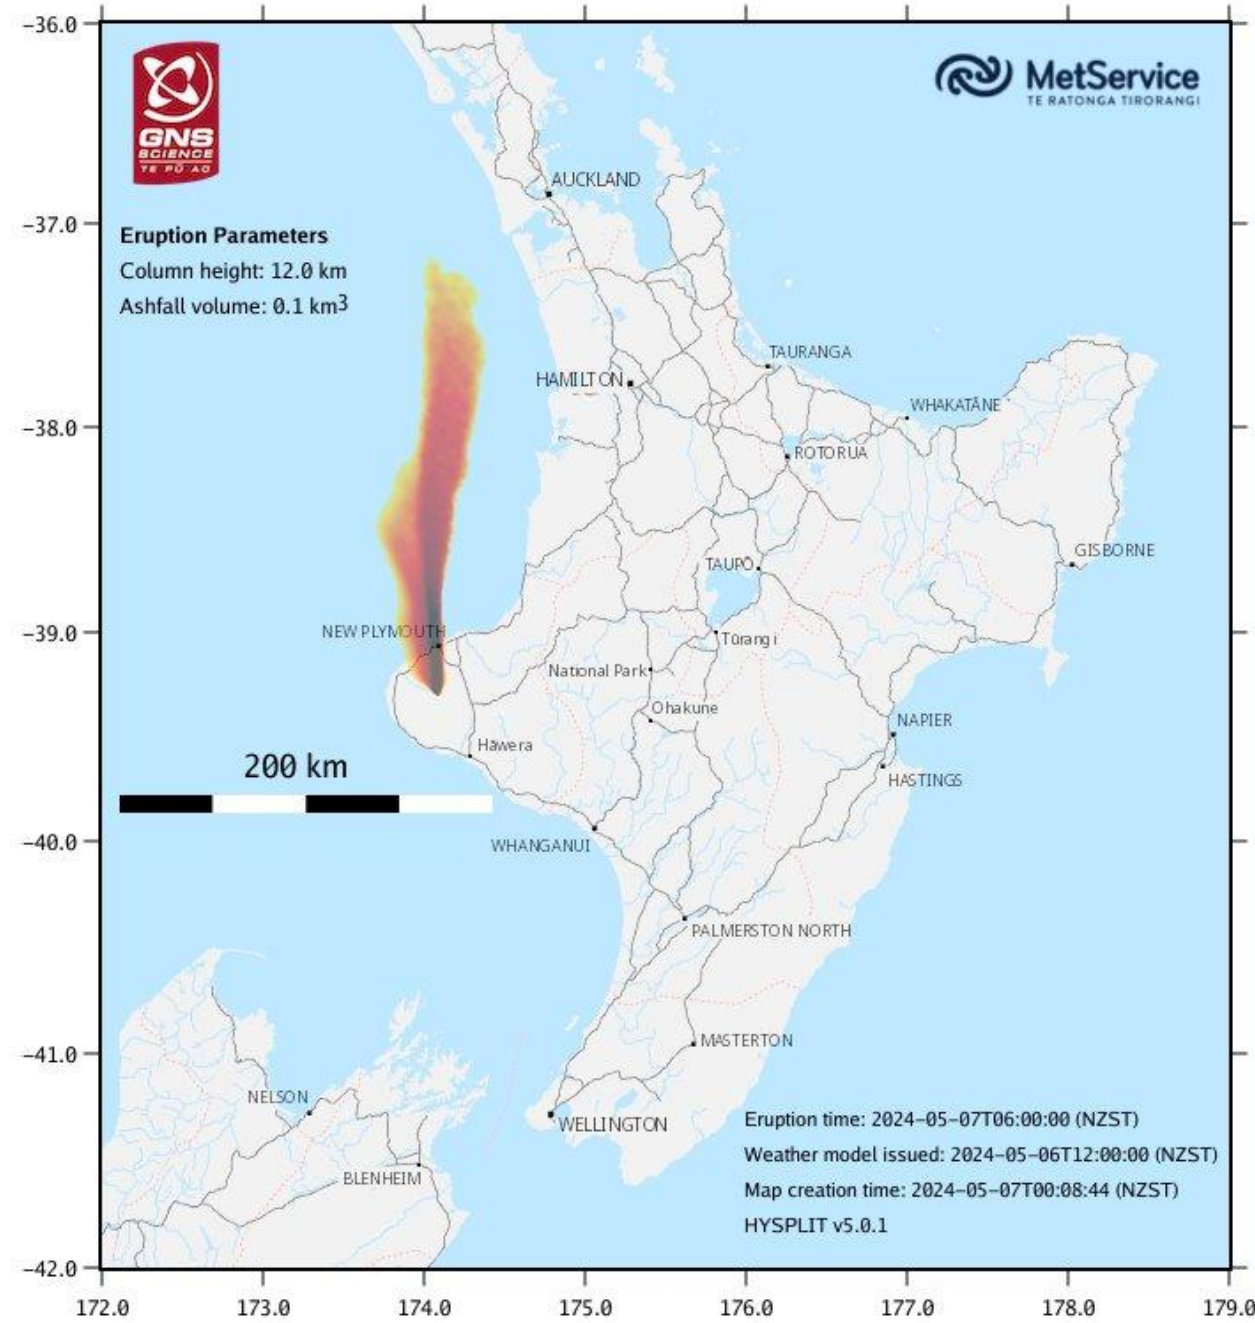 -36.0
GNS
SCIENCE
TE PŪ AO
MetService
TE RATONGA TIRORANGI
AUCKLAND
-37.0
Eruption Parameters
Column height: 12.0 km
Ashfall volume: 0.1 km3
TAURANGA
HAMILTON
WHAKATĀNE
-38.0
ROTORUA
GISBORNE
TAUPŌ
-39.0
NEW PLYMOUTH
Tūrangi
National Park
Ohakune
NAPIER
Hāwera
200 km
HASTINGS
-40.0
WHANGANUI
PALMERSTON NORTH
-41.0
MASTERTON
NELSON
WELLINGTON
Eruption time: 2024-05-07T06:00:00 (NZST)
Weather model issued: 2024-05-06T12:00:00 (NZST)
BLENHEIM
Map creation time: 2024-05-07T00:08:44 (NZST)
HYSPLIT v5.0.1
-42.0
172.0 173.0 174.0 175.0 176.0 177.0 178.0 179.0